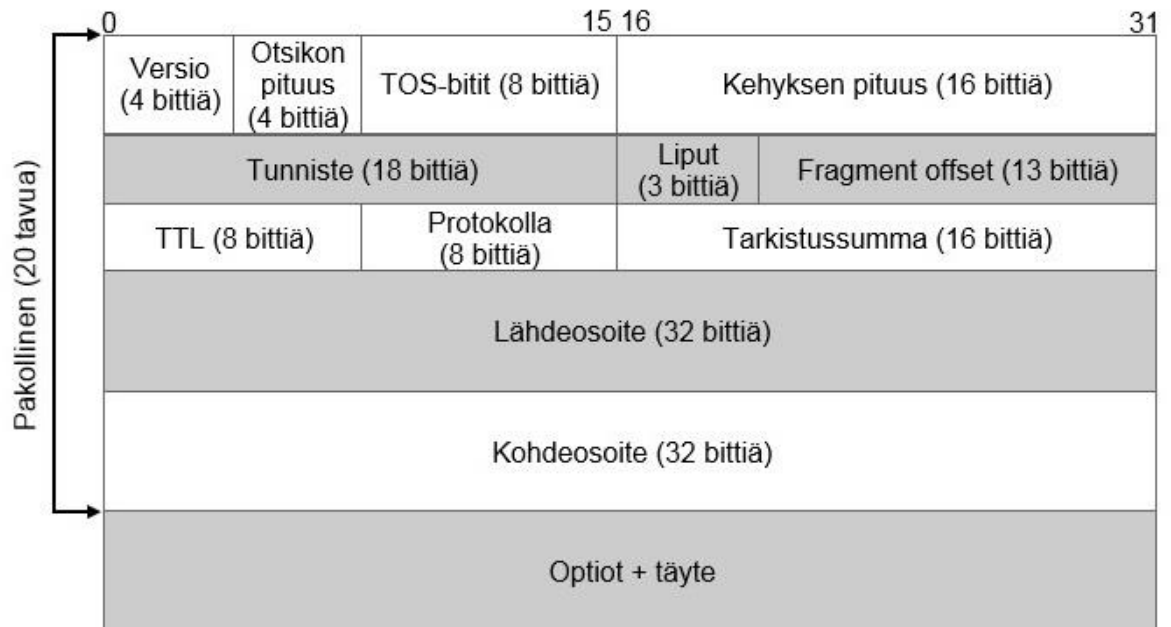 0
15 16
31
Versio
(4 bittiä)
Otsikon
pituus
(4 bittiä)
TOS-bitit (8 bittiä)
Kehyksen pituus (16 bittiä)
Tunniste (18 bittiä)
Liput
(3 bittiä)
Fragment offset (13 bittiä)
TTL (8 bittiä)
Protokolla
(8 bittiä)
Tarkistussumma (16 bittiä)
Lähdeosoite (32 bittiä)
Kohdeosoite (32 bittiä)
Optiot + täyte
Pakollinen (20 tavua)